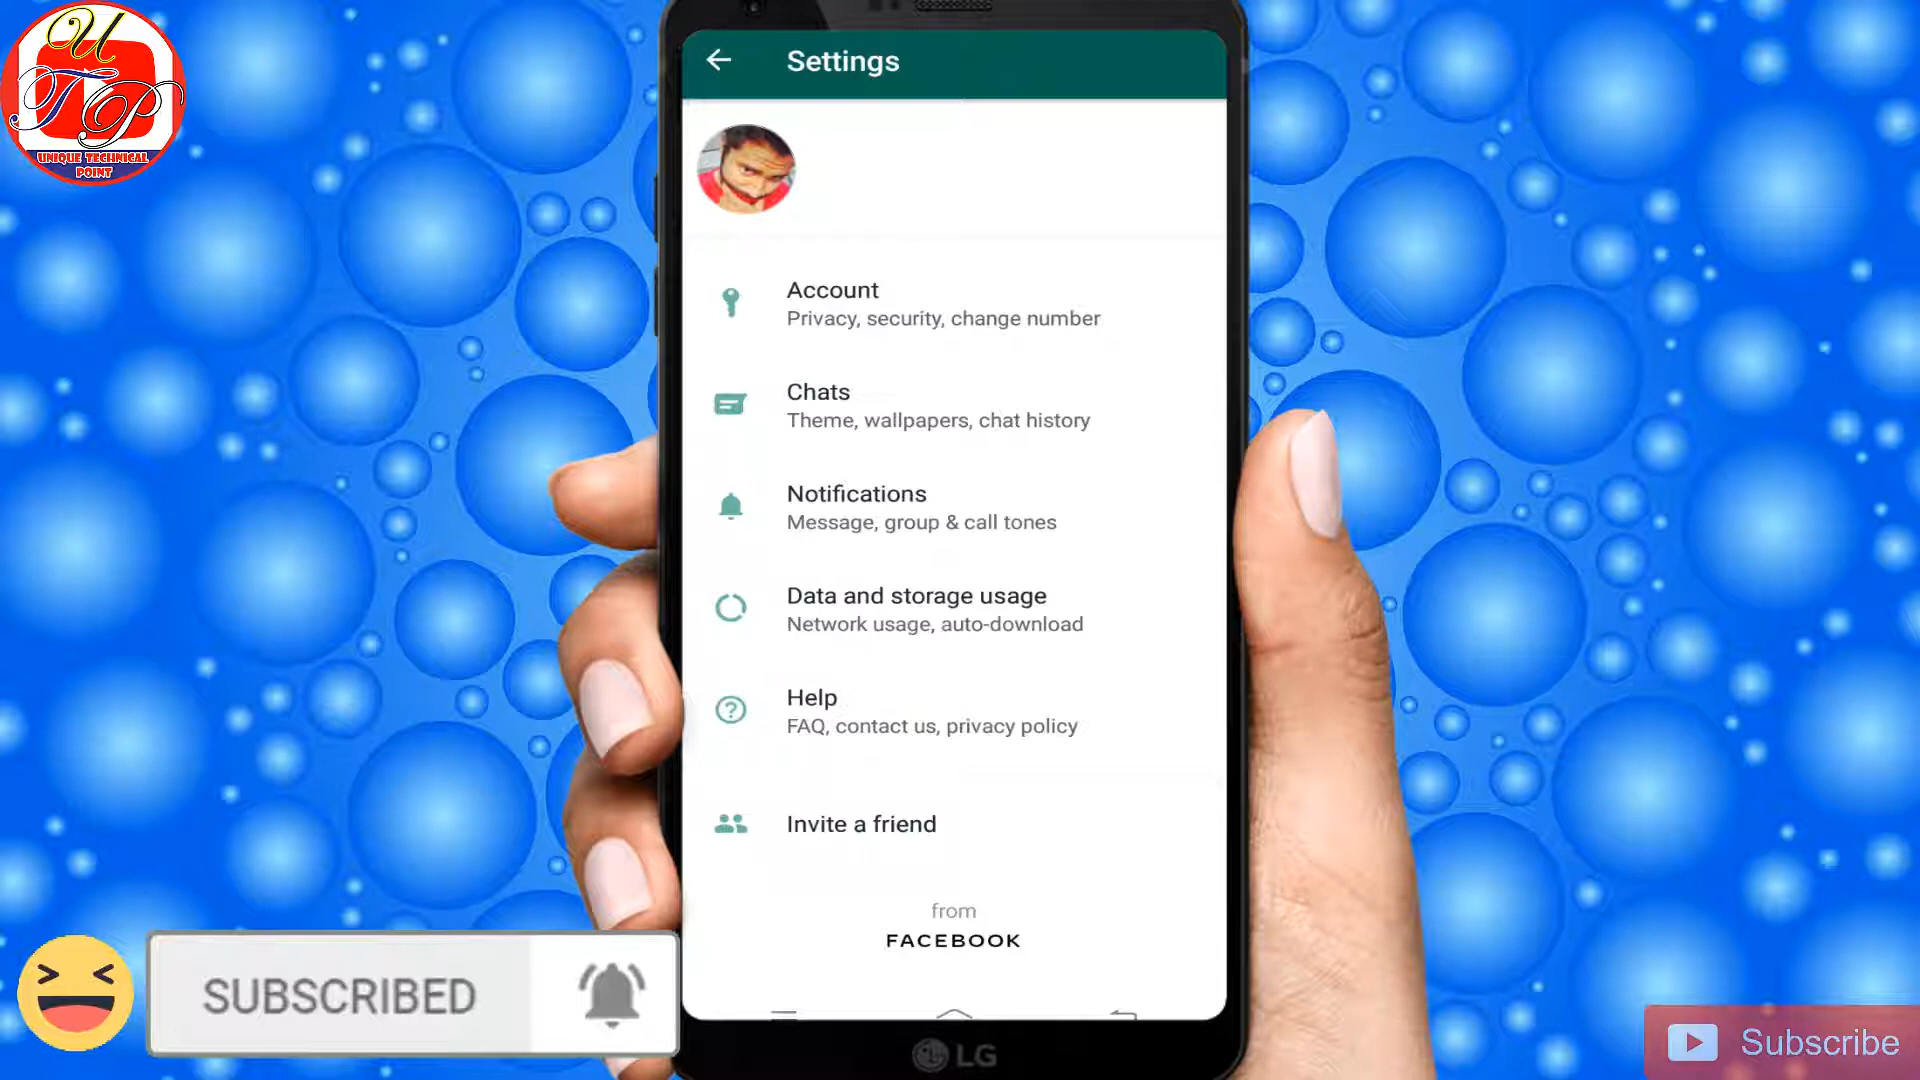 U
TP
UNIQUE TECHNICAL
POINT
Settings
Account
Privacy, security, change number
Chats
Theme, wallpapers, chat history
Notifications
Message, group & call tones
Data and storage usage
Network usage, auto-download
Help
FAQ, contact us, privacy policy
Invite a friend
from
FACEBOOK
SUBSCRIBED
LG
Subscribe